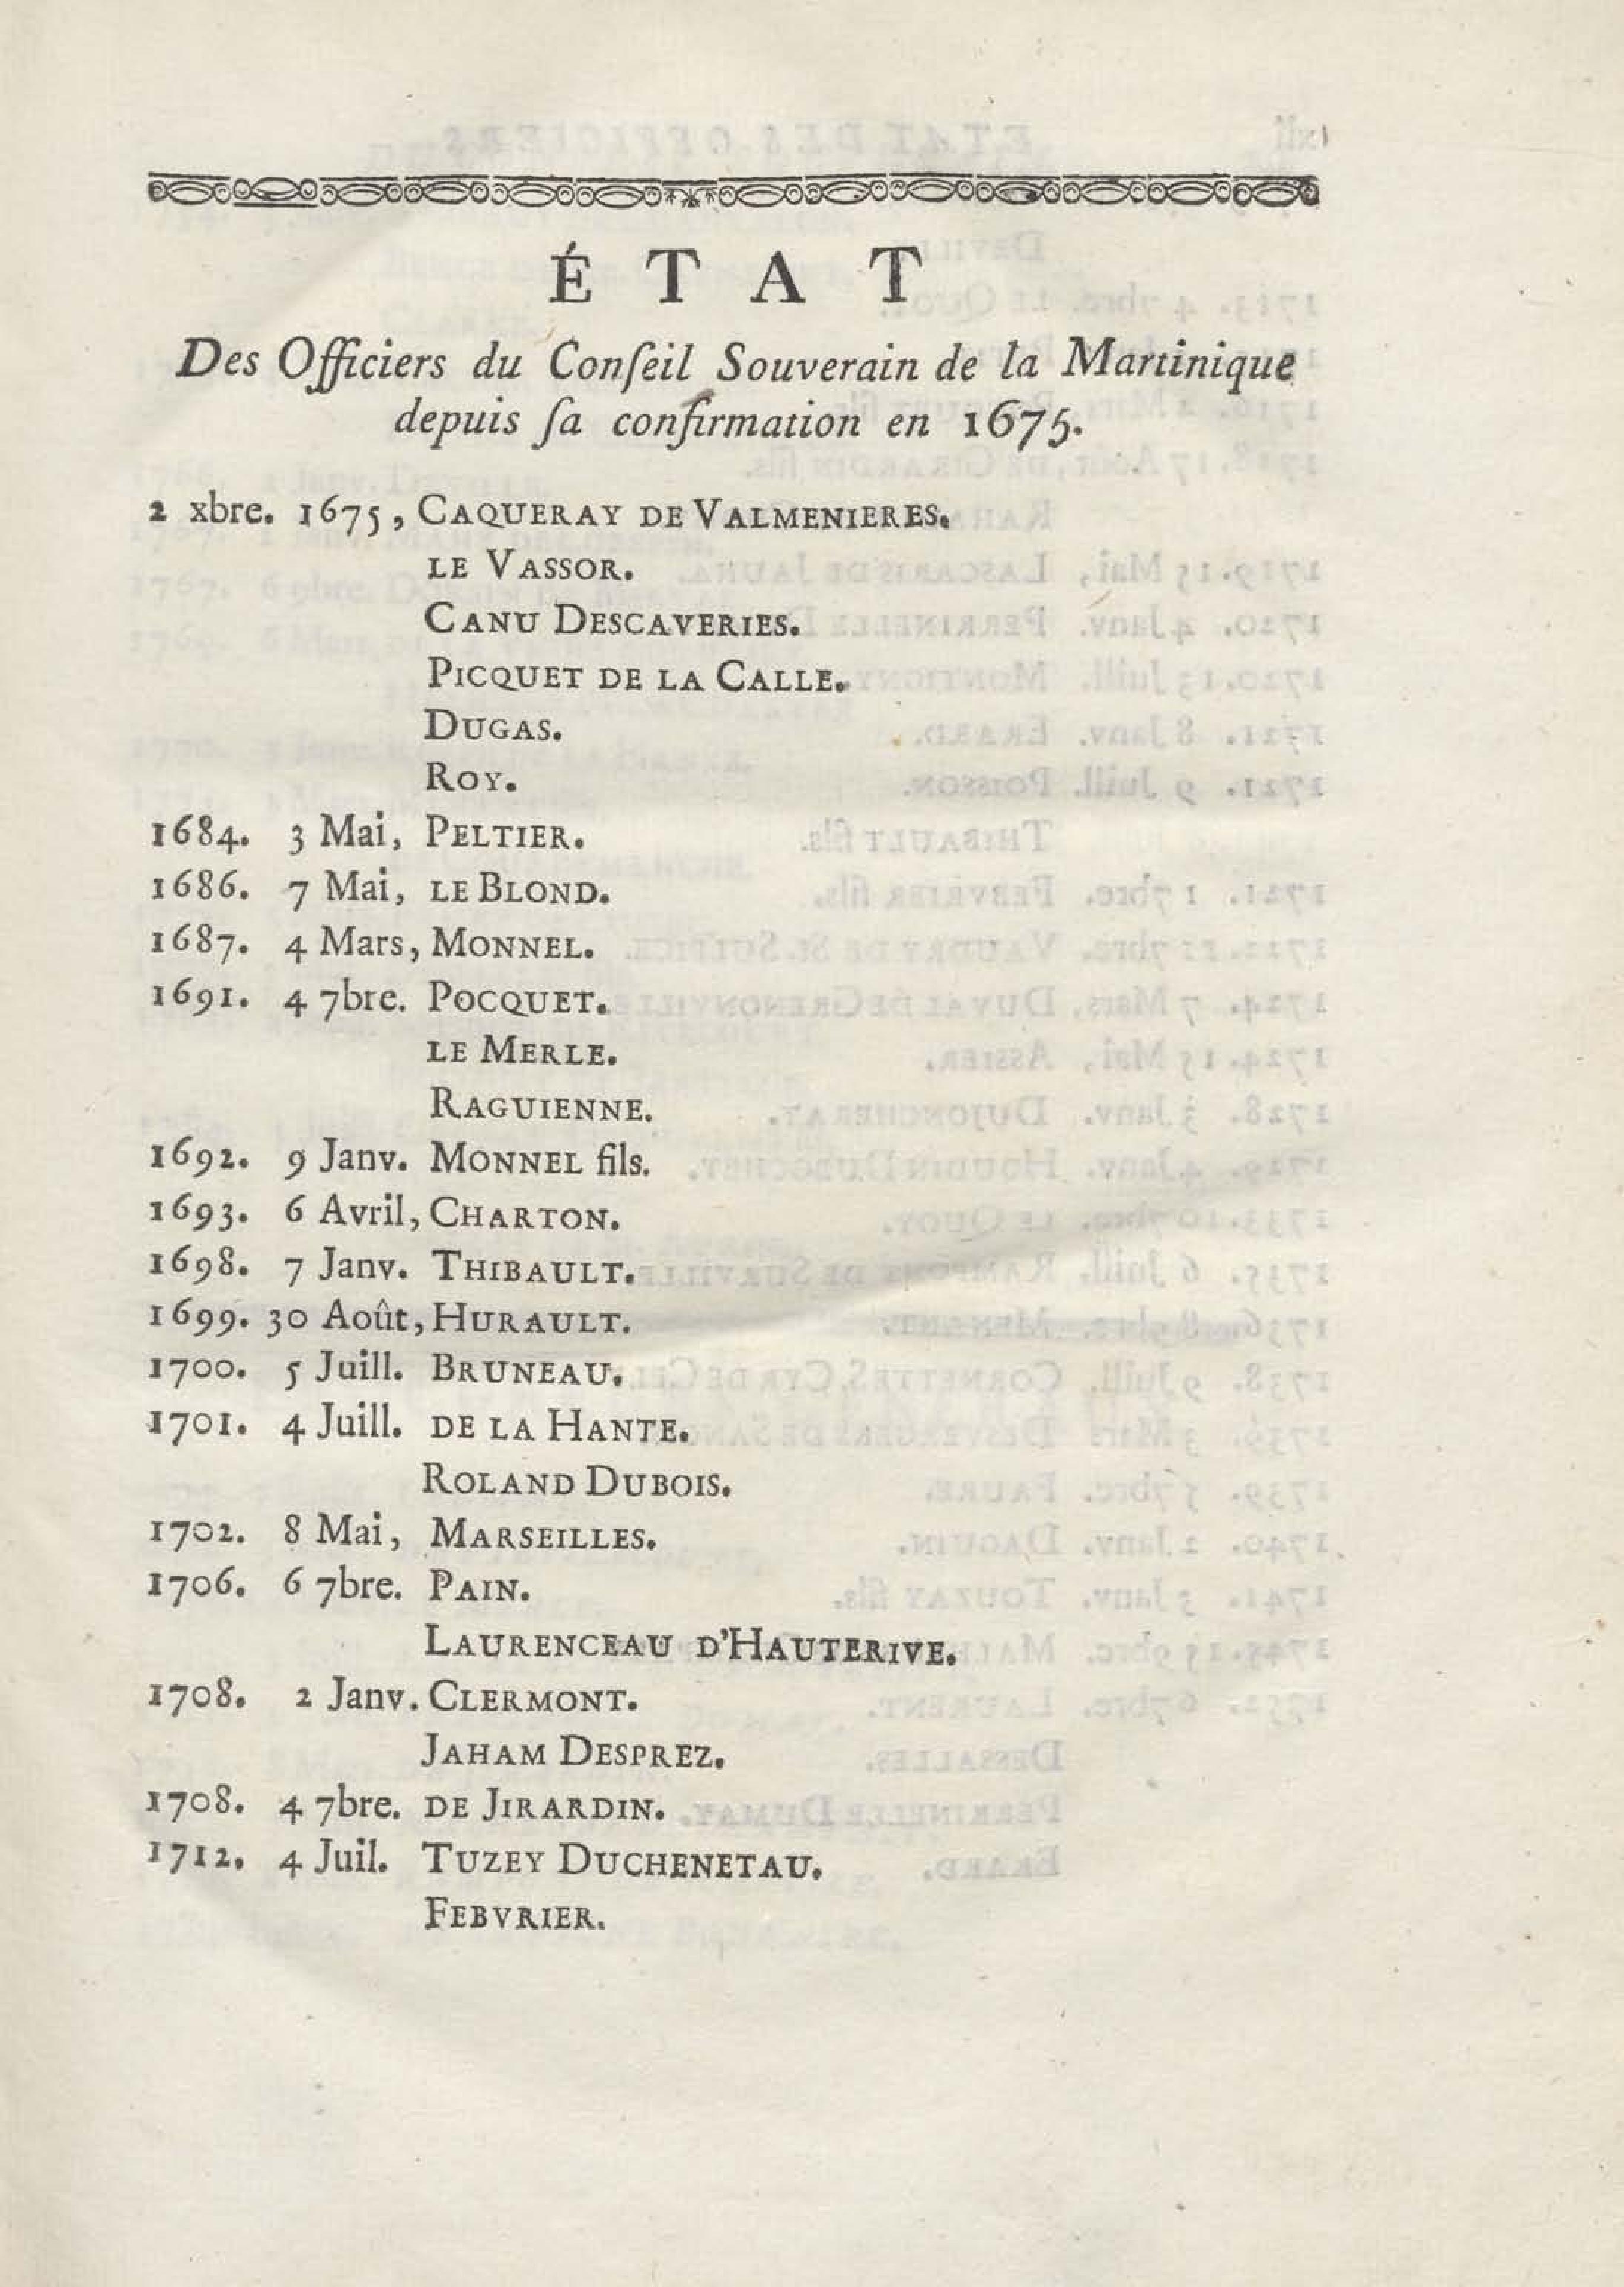 ÉTAT
Des Officiers du Conſeil Souverain de la Martinique
depuis ſa confirmation en 1675.
2 xbre. 1675, CAQUERAY DE VALMENIERES.
LE VASSOR.
CANU DESCAVERIES.
PICQUET DE LA CALLE.
DUGAS.
ROY.
1684. 3 Mai, PELTIER.
1686. 7 Mai, LE BLOND.
1687. 4 Mars, MONNEL.
1691. 4 7bre. POCQUET.
LE MERLE.
RAGUIENNE.
1692. 9 Janv. MONNEL fils.
1693. 6 Avril, CHARTON.
1698. 7 Janv. THIBAULT.
1699. 30 Août, HURAULT.
1700. 5 Juill. BRUNEAU.
1701. 4 Juill. DE LA HANTE.
ROLAND DUBOIS.
1702. 8 Mai, MARSEILLES.
1706. 6 7bre. PAIN.
LAURENCEAU D'HAUTERIVE.
1708. 2 Janv. CLERMONT.
JAHAM DESPREZ.
1708. 4 7bre. DE JIRARDIN.
1712. 4 Juil. TUZEY DUCHENETAU.
FEBVRIER.